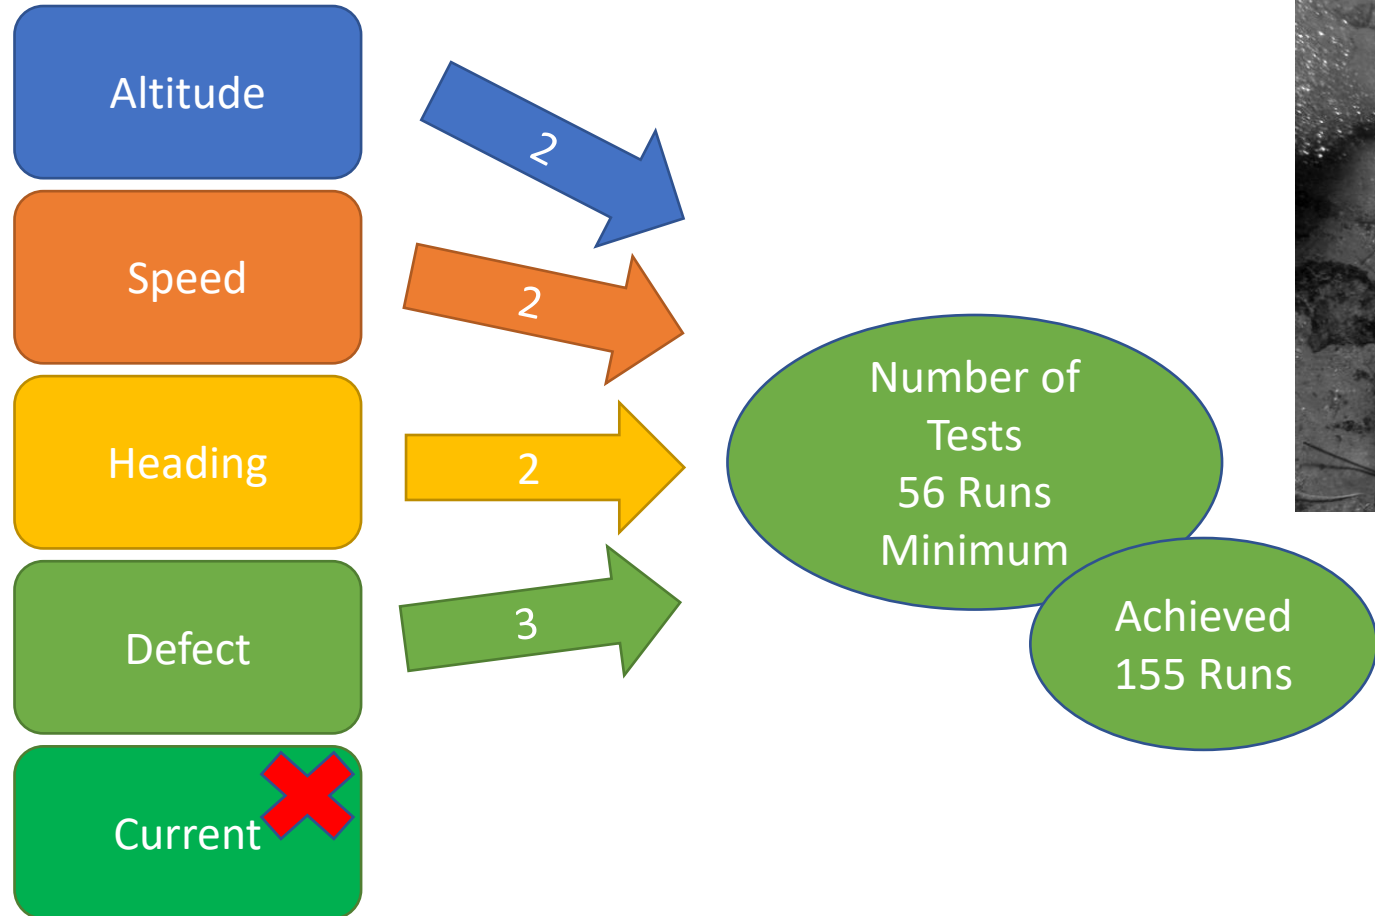 Altitude
2
Speed
2
Heading
2
Defect
3
Current
Number of
Tests
56 Runs
Minimum
Achieved
155 Runs